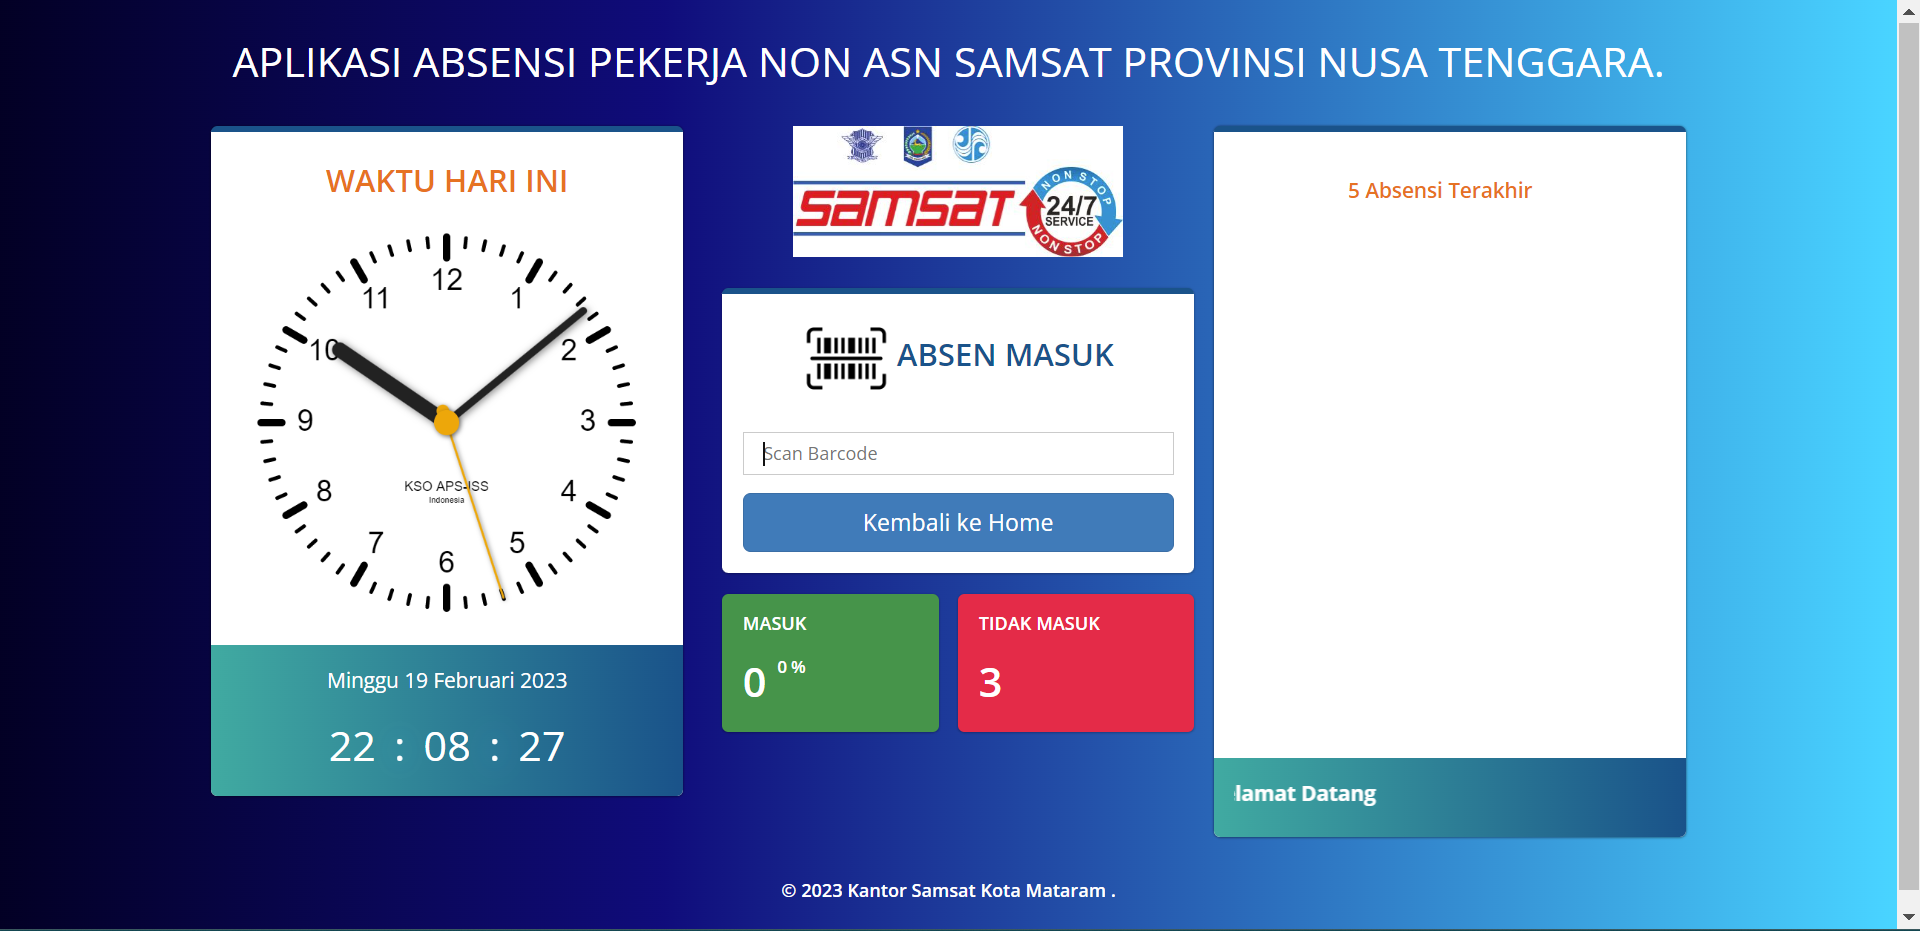 APLIKASI ABSENSI PEKERJA NON ASN SAMSAT PROVINSI NUSA TENGGARA.
WAKTU HARI INI
12
1
2
3
4
5
6
7
8
9
10
11
KSO APS-ISS
Indonesia
Minggu 19 Februari 2023
22 : 08 : 27
samsat
NON STOP
24/7
SERVICE
NON STOP
ABSEN MASUK
Scan Barcode
Kembali ke Home
MASUK
0 0 %
TIDAK MASUK
3
5 Absensi Terakhir
lamat Datang
© 2023 Kantor Samsat Kota Mataram .